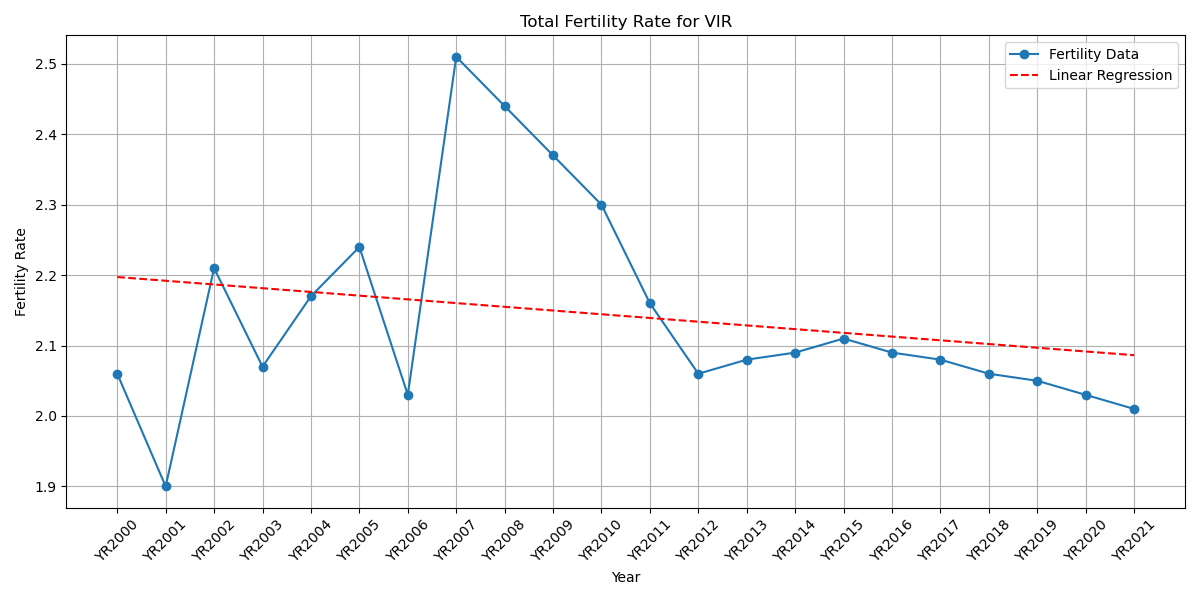 Total Fertility Rate for VIR
Fertility Data
Linear Regression
Fertility Rate
2.5
2.4
2.3
2.2
2.1
2.0
1.9
YR2000
YR2001
YR2002
YR2003
YR2004
YR2005
YR2006
YR2007
YR2008
YR2009
YR2010
YR2011
YR2012
YR2013
YR2014
YR2015
YR2016
YR2017
YR2018
YR2019
YR2020
YR2021
Year